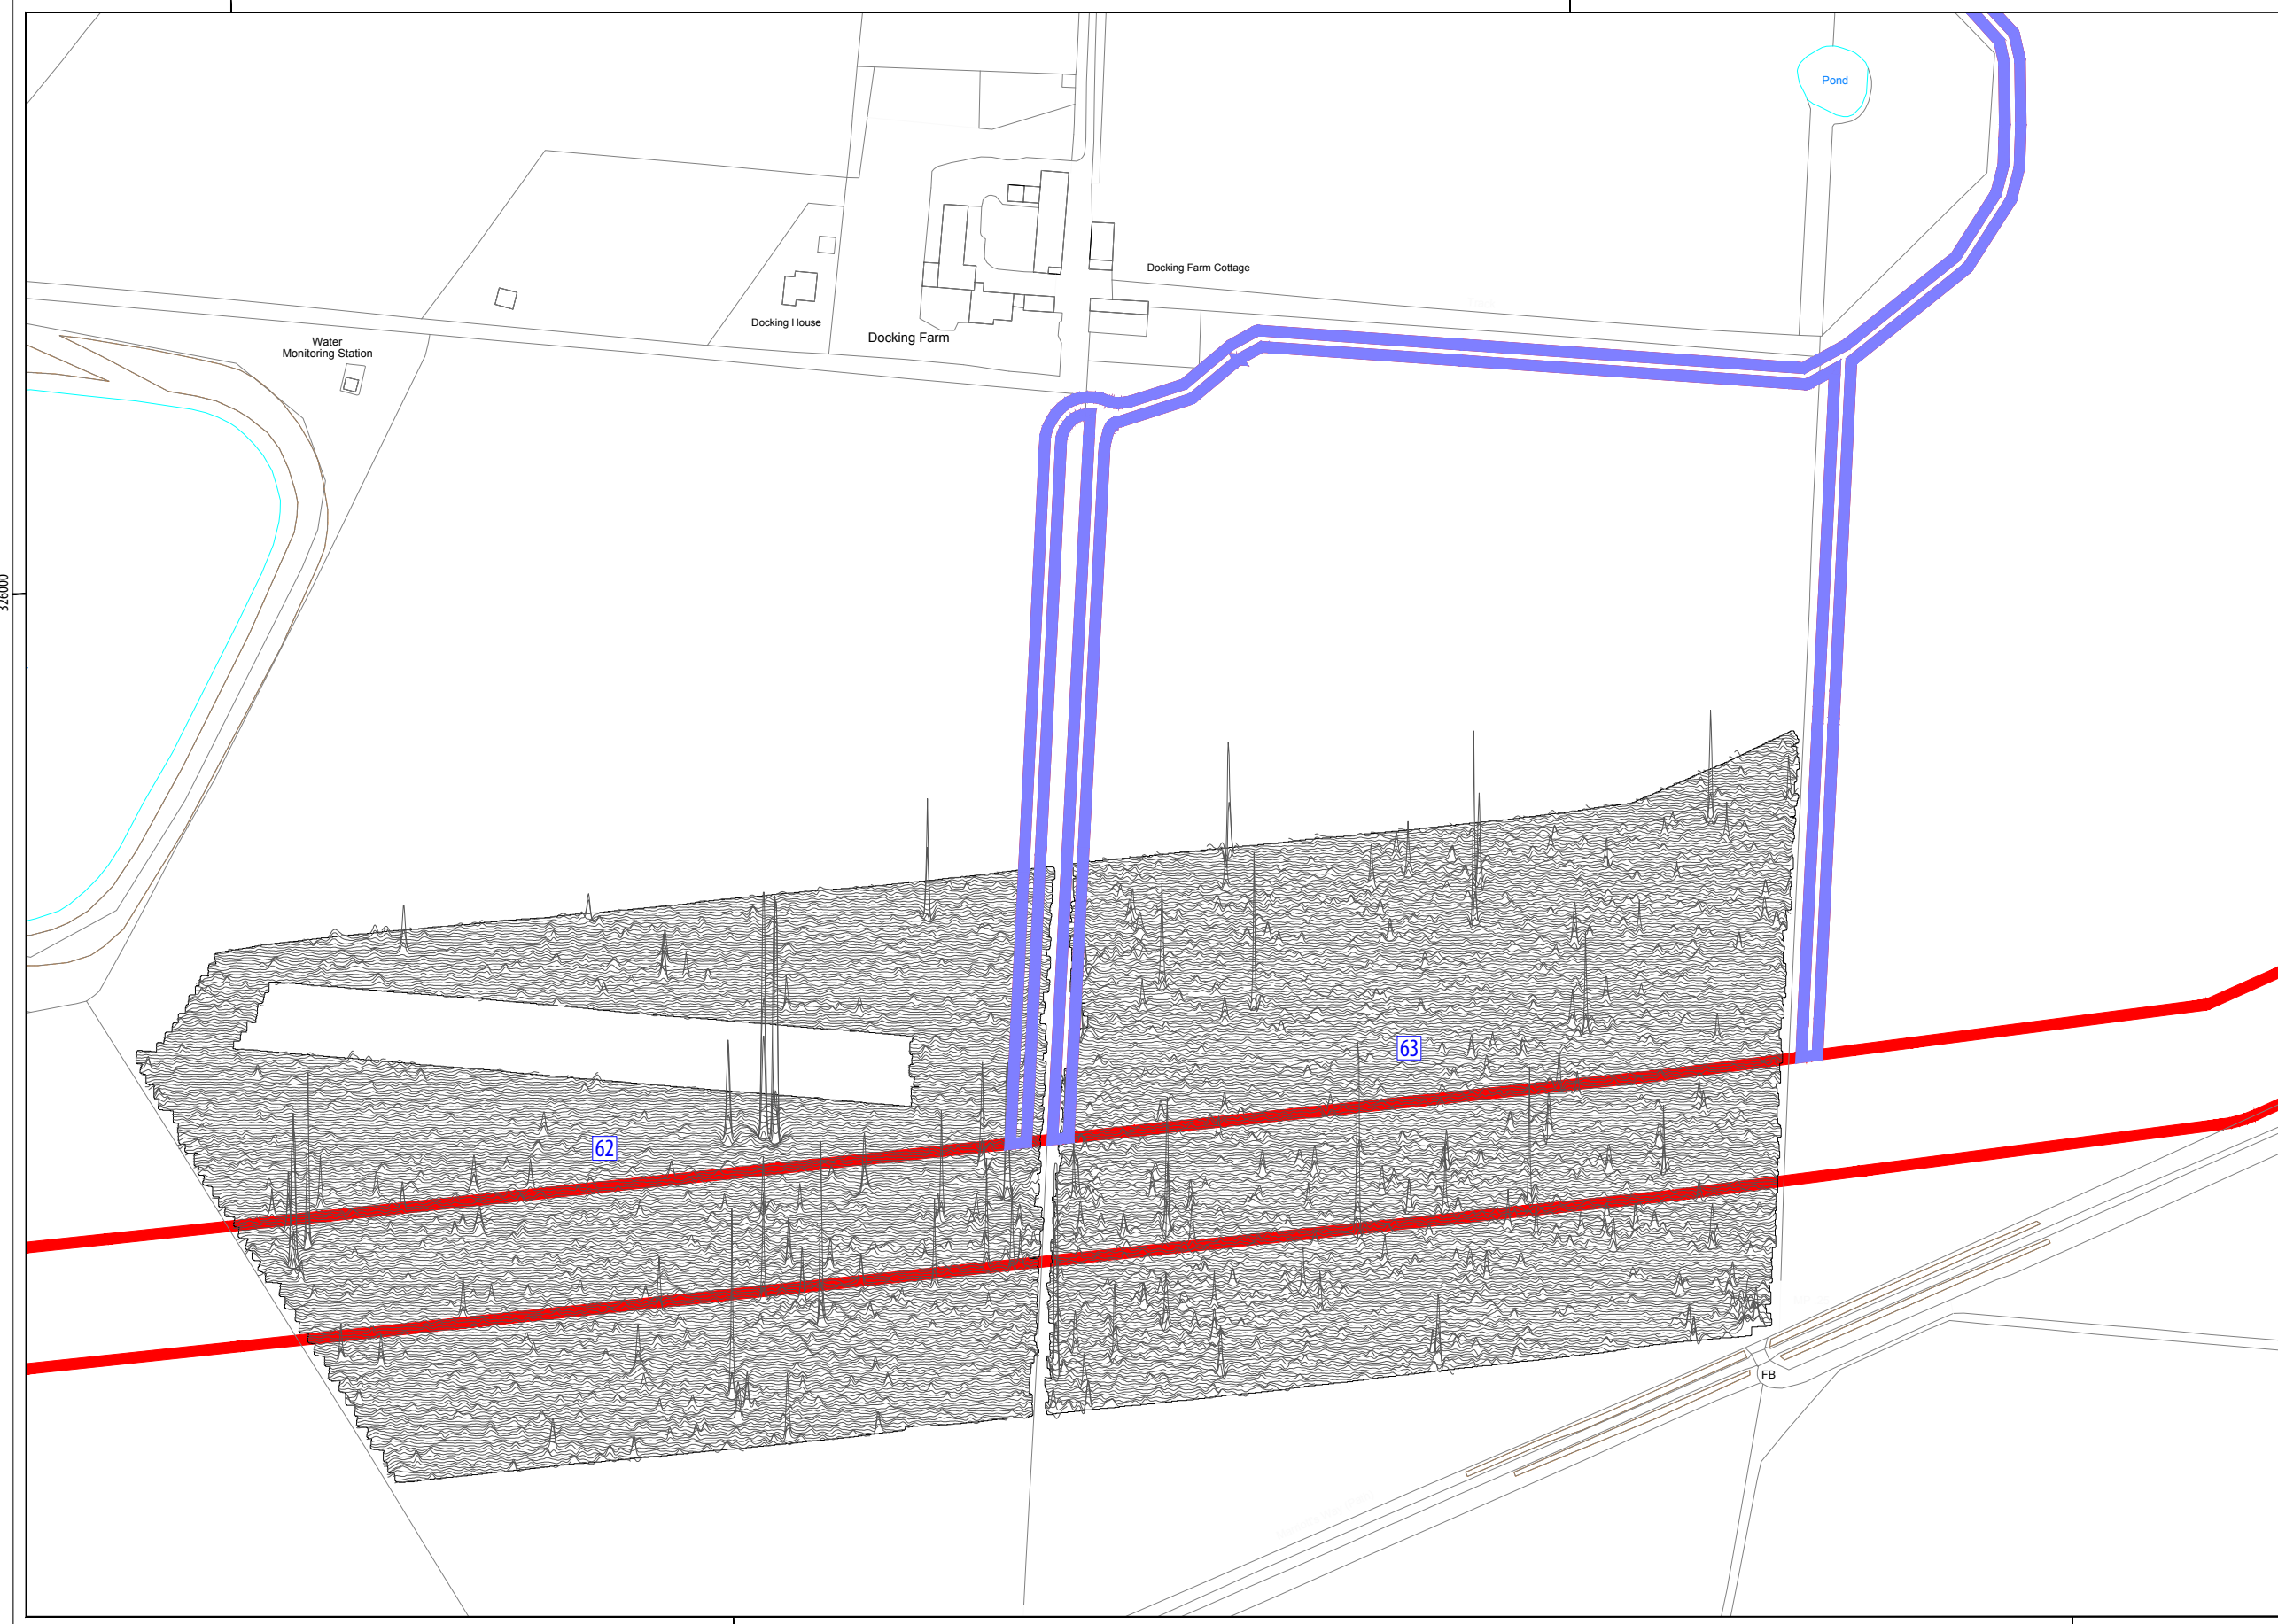 Pond
Docking Farm Cottage
Docking House
Docking Farm
Water
Monitoring Station
326000
63
62
FB